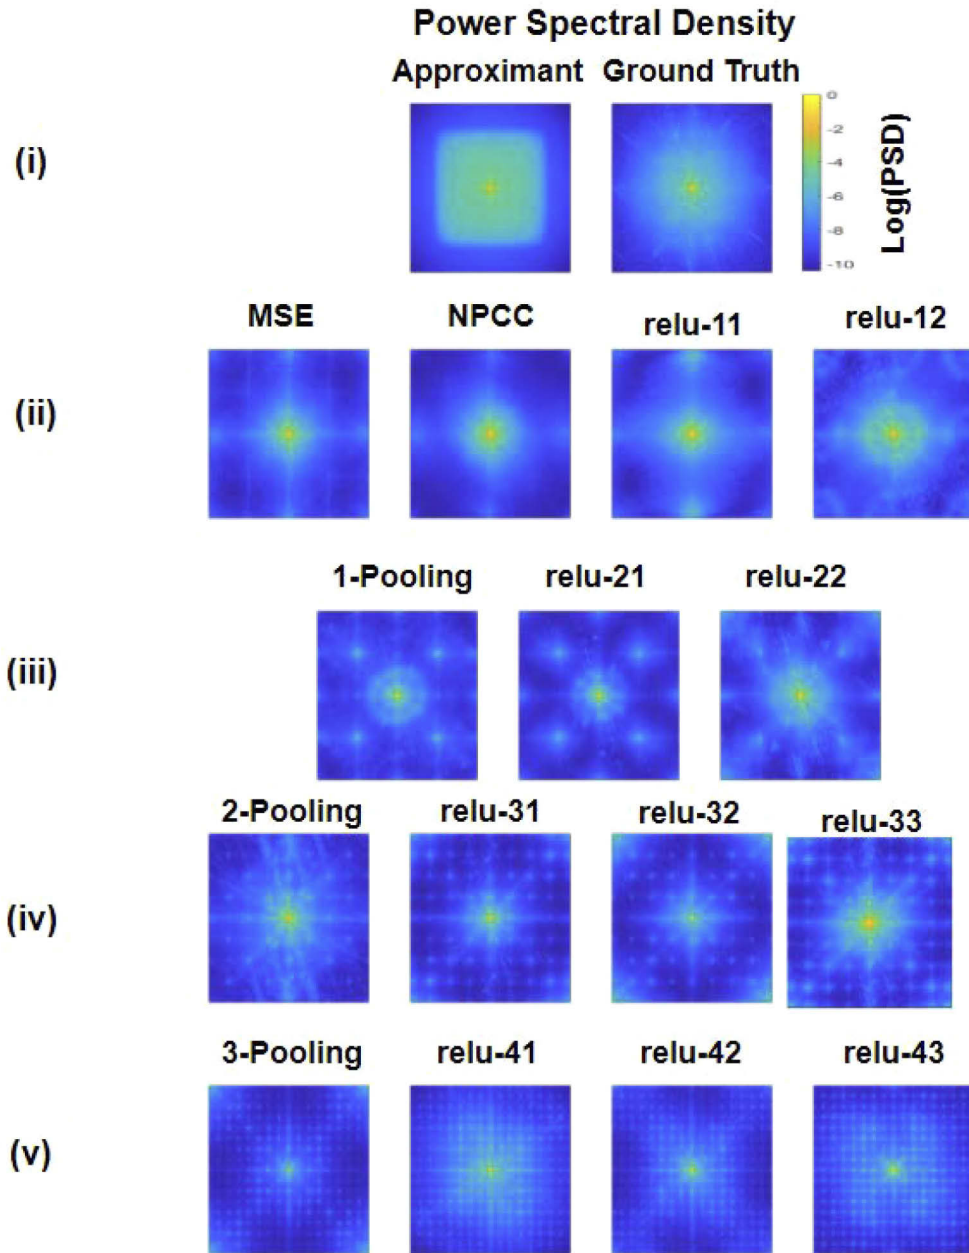 Power Spectral Density
Approximant Ground Truth
(i)
0
-2
-4
-6
-8
-10
Log(PSD)
MSE NPCC relu-11 relu-12
(ii)
1-Pooling relu-21 relu-22
(iii)
2-Pooling relu-31 relu-32 relu-33
(iv)
3-Pooling relu-41 relu-42 relu-43
(v)